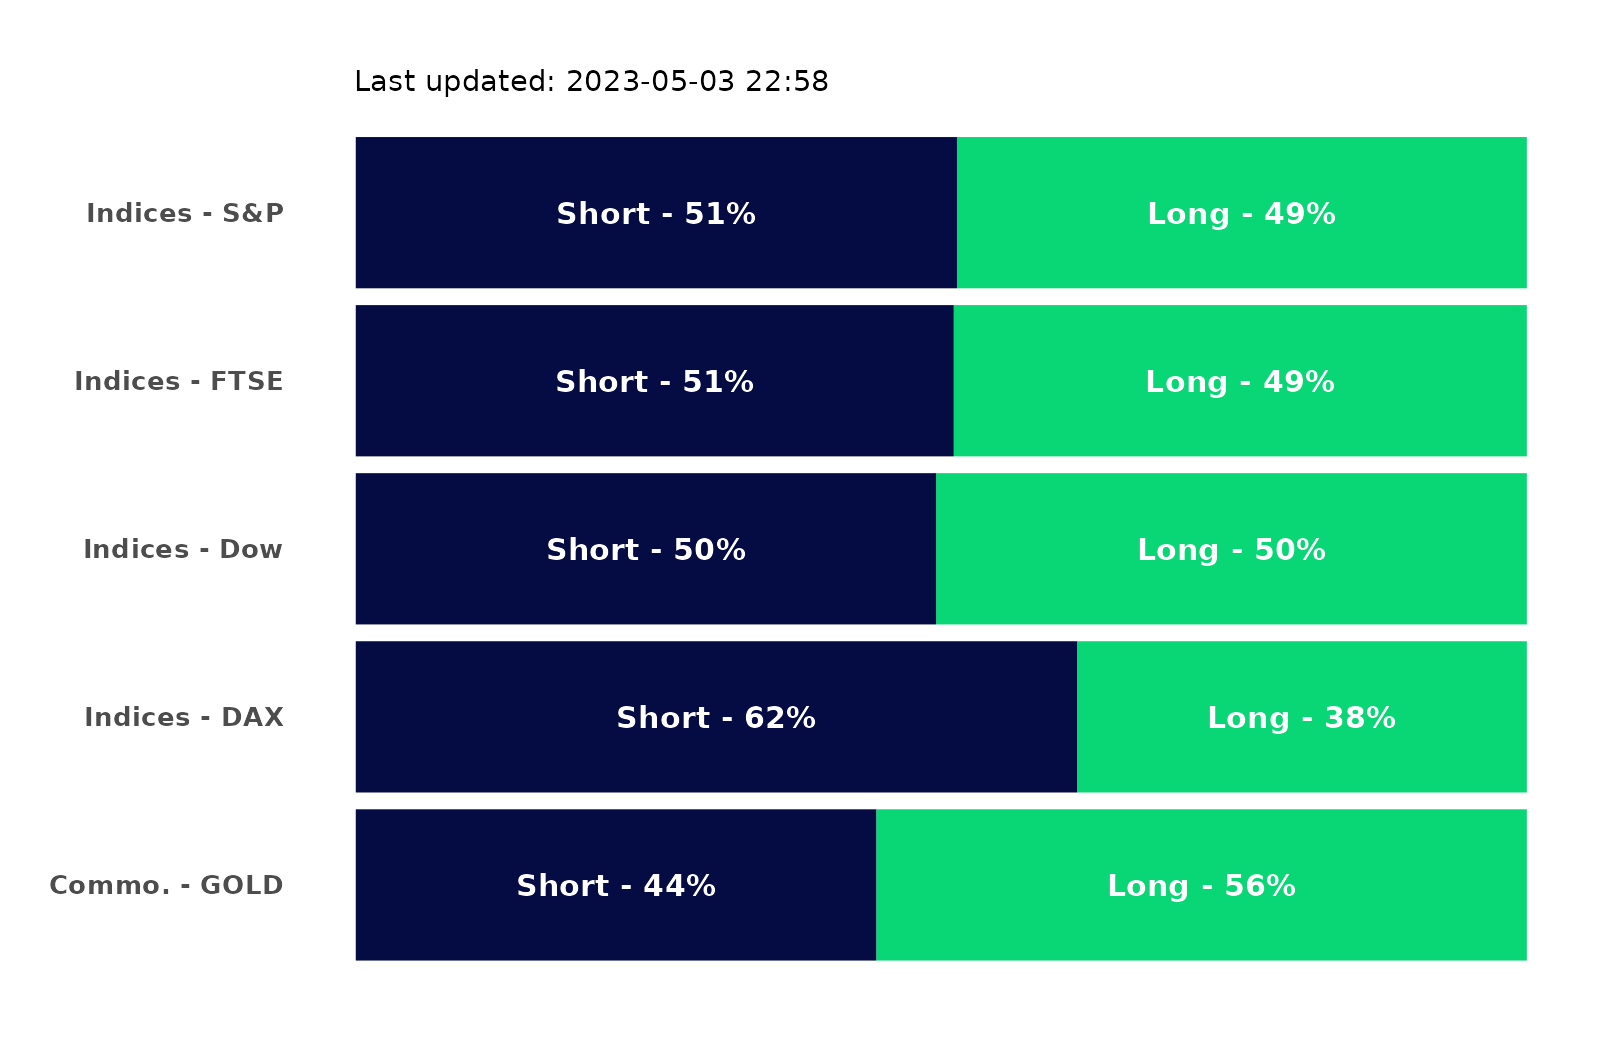 Last updated: 2023-05-03 22:58
Indices - S&P Short - 51% Long - 49%
Indices - FTSE Short - 51% Long - 49%
Indices - Dow Short - 50% Long - 50%
Indices - DAX Short - 62% Long - 38%
Commo. - GOLD Short - 44% Long - 56%